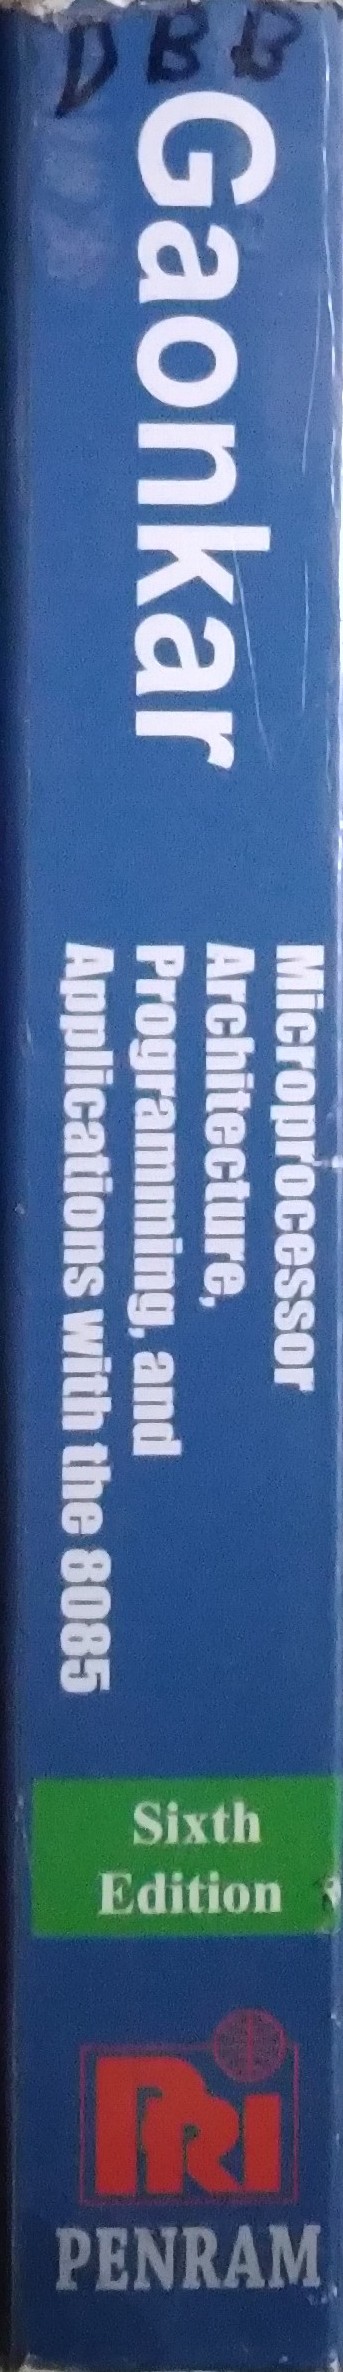 DBB
Gaonkar
Microprocessor
Architecture,
Programming, and
Applications with the 8085
Sixth
Edition
PRI
PENRAM